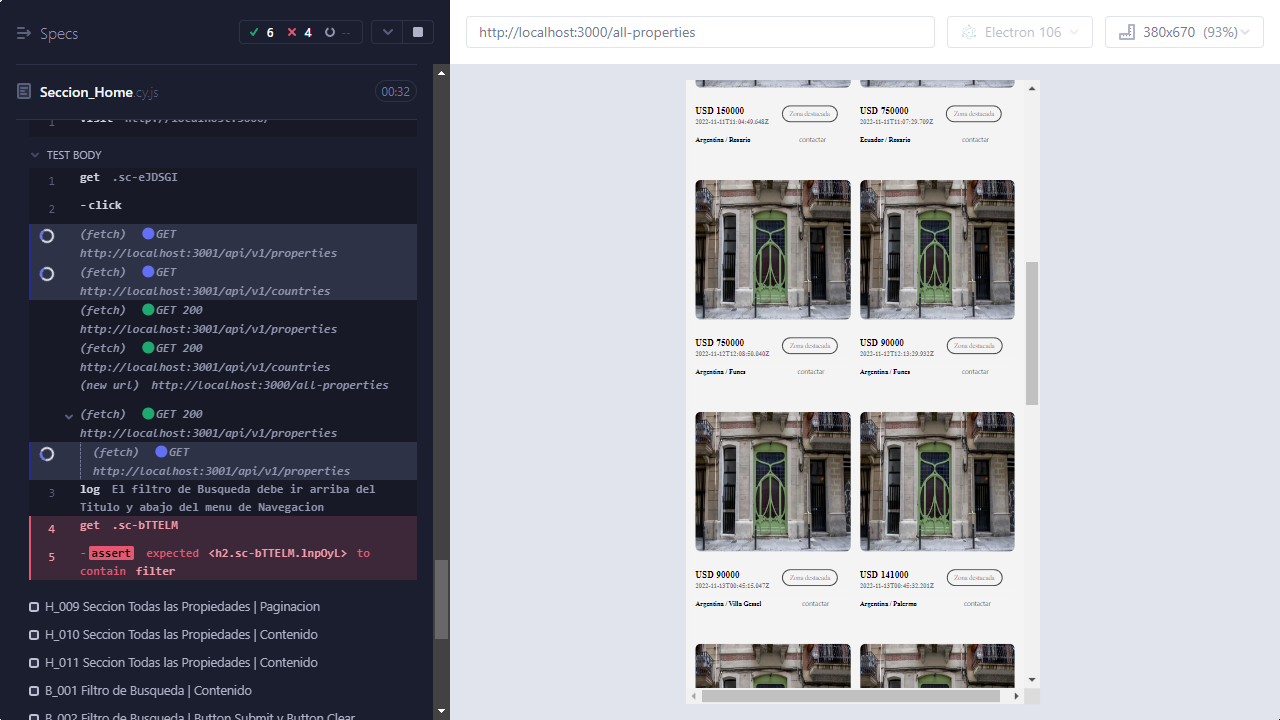 Specs
6
4
--
http://localhost:3000/all-properties
Electron 106
380x670 (93%)
Seccion_Home.cy.js
00:32
1 visit http://localhost:3000
TEST BODY
1 get .sc-eJDSGI
2 -click
(fetch) GET
http://localhost:3001/api/v1/properties
(fetch) GET
http://localhost:3001/api/v1/countries
(fetch) GET 200
http://localhost:3001/api/v1/properties
(fetch) GET 200
http://localhost:3001/api/v1/countries
(new url) http://localhost:3000/all-properties
(fetch) GET 200
http://localhost:3001/api/v1/properties
(fetch) GET
http://localhost:3001/api/v1/properties
3 log El filtro de Busqueda debe ir arriba del
Titulo y abajo del menu de Navegacion
4 get .sc-bTTELM
5 -assert expected <h2.sc-bTTELM.lnpOyL> to
contain filter
H_009 Seccion Todas las Propiedades | Paginacion
H_010 Seccion Todas las Propiedades | Contenido
H_011 Seccion Todas las Propiedades | Contenido
B_001 Filtro de Busqueda | Contenido
B_002 Filtro de Busqueda | Button Submit y Button Clear
USD 150000 Zona destacada USD 750000 Zona destacada
2022-11-11T11:04:49.648Z 2022-11-11T11:07:29.709Z
Argentina / Rosario contactar Ecuador / Rosario contactar
USD 750000 Zona destacada USD 90000 Zona destacada
2022-11-12T12:08:50.040Z 2022-11-12T12:13:29.932Z
Argentina / Funes contactar Argentina / Funes contactar
USD 90000 Zona destacada USD 141000 Zona destacada
2022-11-13T00:45:15.047Z 2022-11-13T00:45:32.201Z
Argentina / Villa Gessel contactar Argentina / Palermo contactar